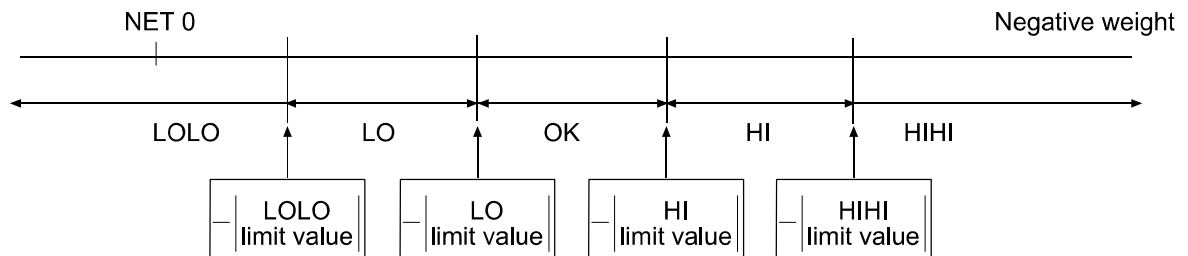 NET 0 Negative weight
LOLO LO OK HI HIHI
− | LOLO limit value |
− | LO limit value |
− | HI limit value |
− | HIHI limit value |